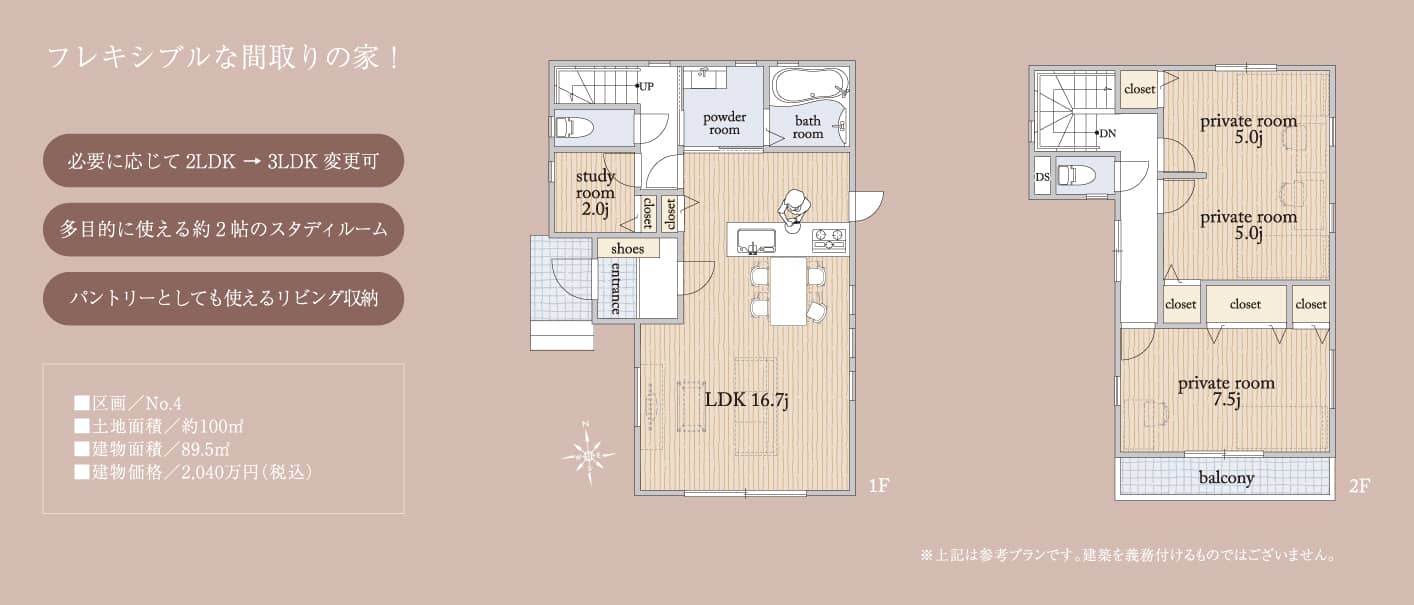 フレキシブルな間取りの家！
必要に応じて2LDK → 3LDK 変更可
多目的に使える約2帖のスタディルーム
パントリーとしても使えるリビング収納
■区画／No.4
■土地面積／約100㎡
■建物面積／89.5㎡
■建物価格／2,040万円（税込）
UP
powder
room
bath
room
study
room
2.0j
closet
closet
shoes
entrance
LDK 16.7j
N
E
S
W
1F
closet
private room
5.0j
DN
DS
private room
5.0j
closet
closet
closet
private room
7.5j
balcony
2F
※上記は参考プランです。建築を義務付けるものではございません。